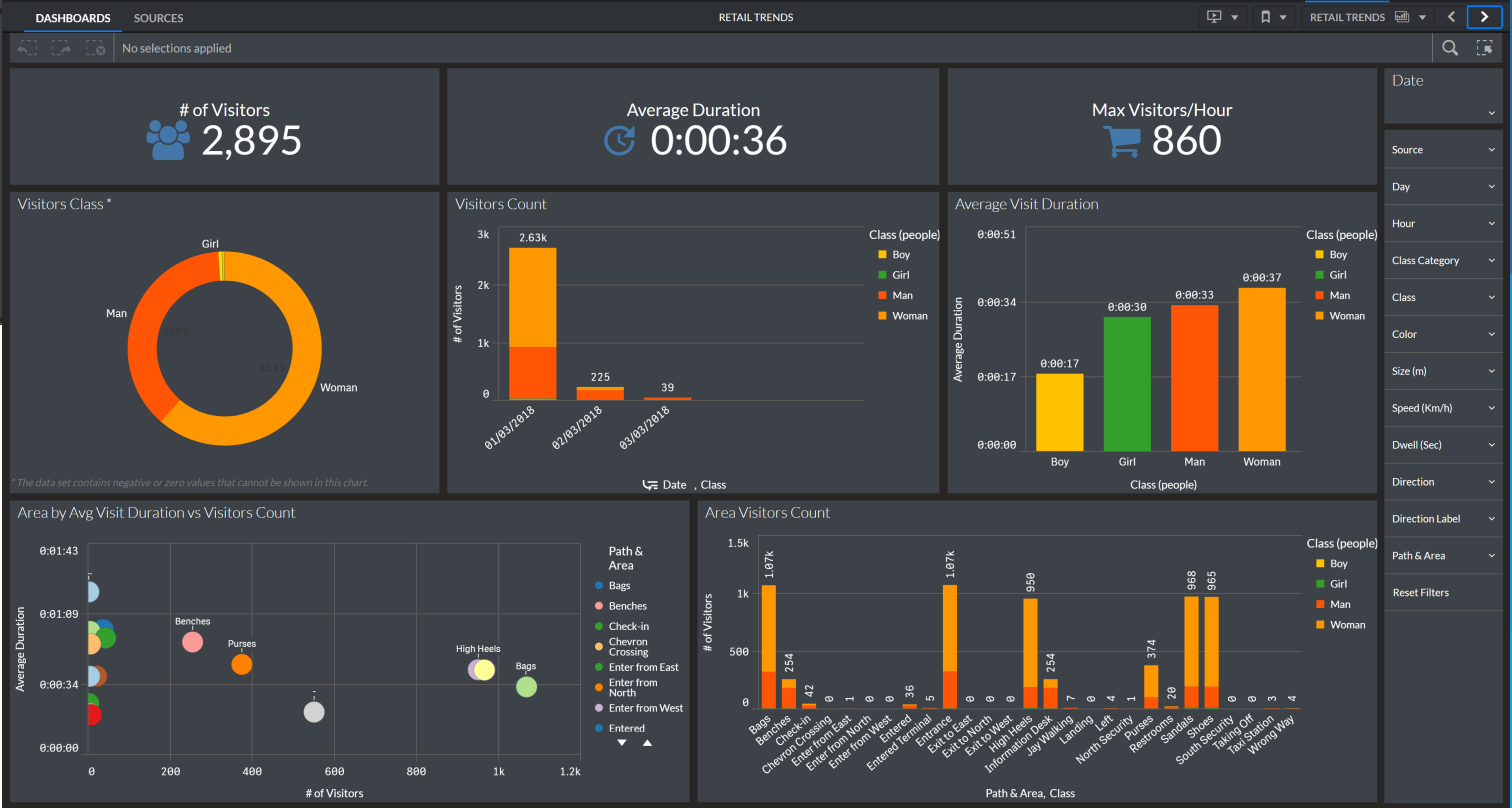 DASHBOARDS SOURCES RETAIL TRENDS RETAIL TRENDS
No selections applied
# of Visitors
2,895
Average Duration
0:00:36
Max Visitors/Hour
860
Date
Source
Day
Hour
Class Category
Class
Color
Size (m)
Speed (Km/h)
Dwell (Sec)
Direction
Direction Label
Path & Area
Reset Filters
Visitors Class *
Girl
Man
Woman
* The data set contains negative or zero values that cannot be shown in this chart.
Visitors Count
# of Visitors
3k
2k
1k
0
2.63k
225
39
01/03/2018
02/03/2018
03/03/2018
Date , Class
Class (people)
Boy
Girl
Man
Woman
Average Visit Duration
Average Duration
0:00:51
0:00:34
0:00:17
0:00:00
0:00:17
0:00:30
0:00:33
0:00:37
Boy
Girl
Man
Woman
Class (people)
Class (people)
Boy
Girl
Man
Woman
Area by Avg Visit Duration vs Visitors Count
Average Duration
0:01:43
0:01:09
0:00:34
0:00:00
Benches
Purses
-
High Heels
Bags
0
200
400
600
800
1k
1.2k
# of Visitors
Path &
Area
Bags
Benches
Check-in
Chevron
Crossing
Enter from East
Enter from
North
Enter from West
Entered
Area Visitors Count
# of Visitors
1.5k
1k
500
0
1.07k
254
42
0
1
0
0
36
5
1.07k
0
0
0
950
254
7
0
4
1
374
20
968
965
0
0
3
4
Bags
Benches
Check-in
Chevron Crossing
Enter from East
Enter from North
Enter from West
Entered
Entered Terminal
Entrance
Exit to East
Exit to North
Exit to West
High Heels
Information Desk
Jay Walking
Landing
Left
North Security
Purses
Restrooms
Sandals
Shoes
South Security
Taking Off
Taxi Station
Wrong Way
Path & Area, Class
Class (people)
Boy
Girl
Man
Woman